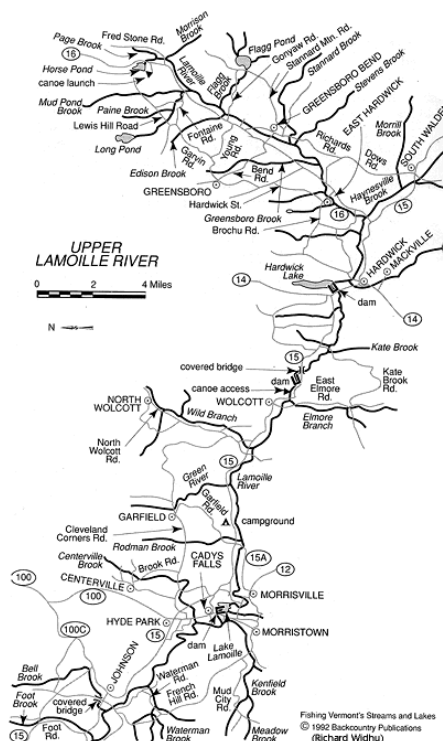 Morrison
Brook
Fred Stone Rd.
Page Brook
16
Lamoille
River
Flagg Pond
Gonyaw Rd.
Stannard Mtn. Rd.
Stannard Brook
Horse Pond
canoe launch
Flagg
Brook
GREENSBORO BEND
Stevens Brook
Mud Pond
Brook
Paine Brook
Lewis Hill Road
Fontaine
Rd.
EAST HARDWICK
Morrill
Brook
Long Pond
Garvin
Rd.
Young
Rd.
Richards
Rd.
Dows
Rd.
SOUTH WALDEN
Edison Brook
Bend
Rd.
GREENSBORO
Haynesville
Brook
Hardwick St.
16
15
Greensboro Brook
Brochu Rd.
UPPER
LAMOILLE RIVER
0 2 4 Miles
N
Hardwick
Lake
14
HARDWICK
MACKVILLE
dam
14
15
Kate Brook
covered bridge
dam
canoe access
East
Elmore
Rd.
Kate
Brook
Rd.
NORTH
WOLCOTT
WOLCOTT
Wild Branch
Elmore
Branch
North
Wolcott
Rd.
15
Green
River
Lamoille
River
Garfield
Rd.
GARFIELD
campground
Cleveland
Corners Rd.
Rodman Brook
15A
Centerville
Brook
Brook Rd.
CADYS
FALLS
12
100
CENTERVILLE
100
MORRISVILLE
HYDE PARK
15
100C
MORRISTOWN
JOHNSON
dam
Lake
Lamoille
Bell
Brook
Waterman
Rd.
Foot
Brook
French
Hill Rd.
Mud
City
Rd.
Kenfield
Brook
covered
bridge
15
Foot
Rd.
Waterman
Brook
Meadow
Brook
Fishing Vermont's Streams and Lakes
© 1992 Backcountry Publications
(Richard Widhu)